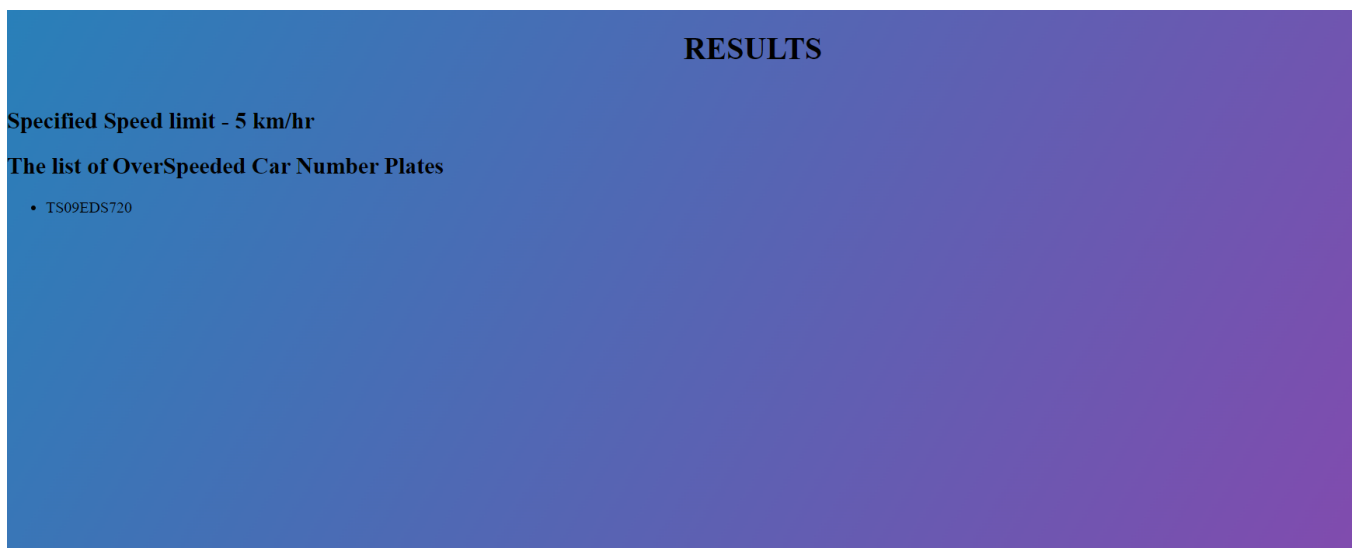 RESULTS
Specified Speed limit - 5 km/hr
The list of OverSpeeded Car Number Plates
• TS09EDS720